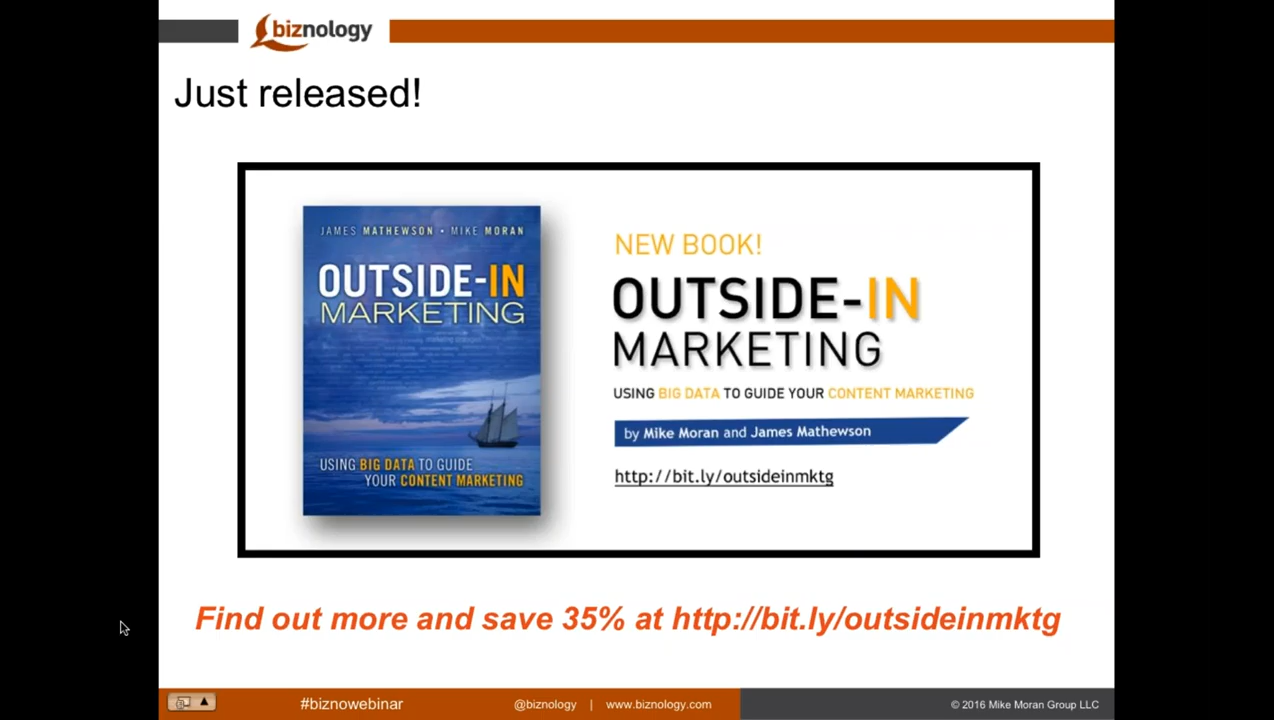 biznology
Just released!
JAMES MATHEWSON • MIKE MORAN
OUTSIDE-IN
MARKETING
USING BIG DATA TO GUIDE
YOUR CONTENT MARKETING
NEW BOOK!
OUTSIDE-IN
MARKETING
USING BIG DATA TO GUIDE YOUR CONTENT MARKETING
by Mike Moran and James Mathewson
http://bit.ly/outsideinmktg
Find out more and save 35% at http://bit.ly/outsideinmktg
#biznowebinar
@biznology | www.biznology.com
© 2016 Mike Moran Group LLC